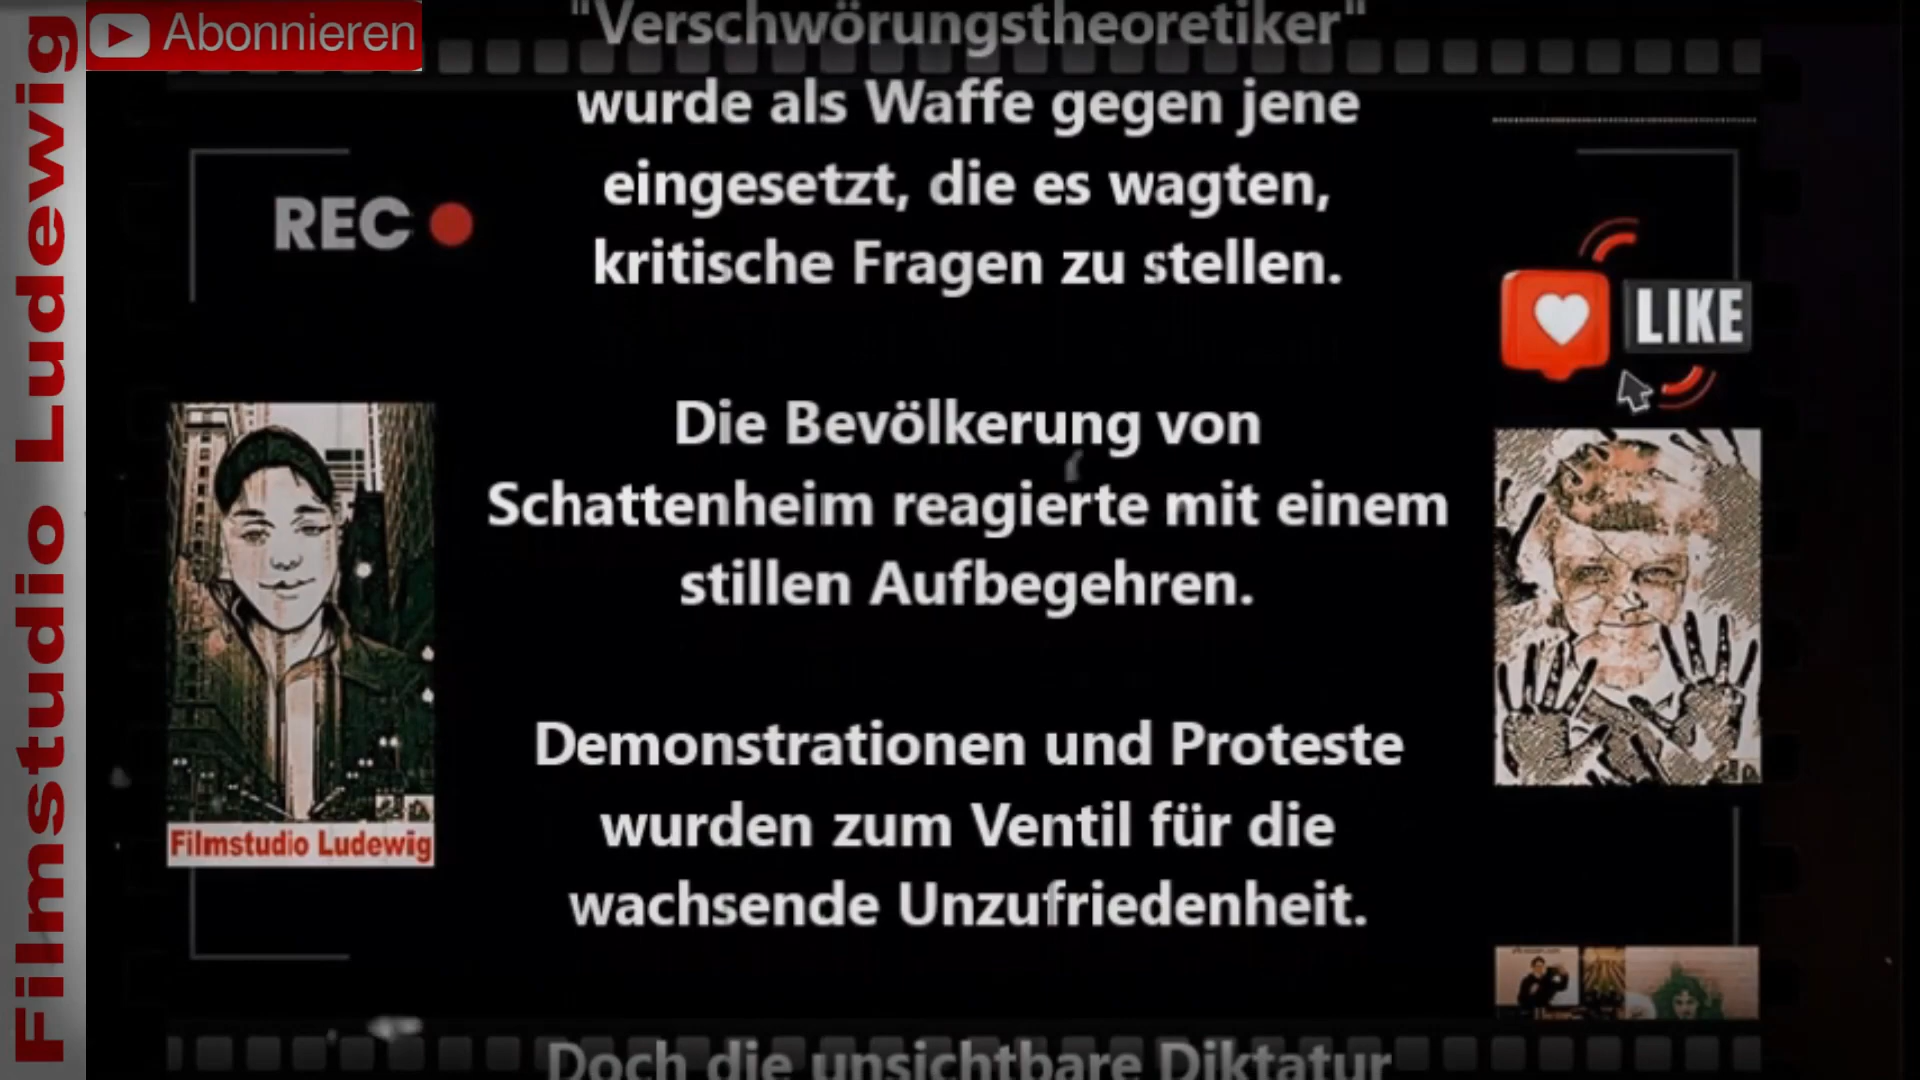 Filmstudio Ludewig
Abonnieren
"Verschwörungstheoretiker"
wurde als Waffe gegen jene
eingesetzt, die es wagten,
kritische Fragen zu stellen.
REC
LIKE
Die Bevölkerung von
Schattenheim reagierte mit einem
stillen Aufbegehren.
Demonstrationen und Proteste
wurden zum Ventil für die
wachsende Unzufriedenheit.
Filmstudio Ludewig
Doch die unsichtbare Diktatur